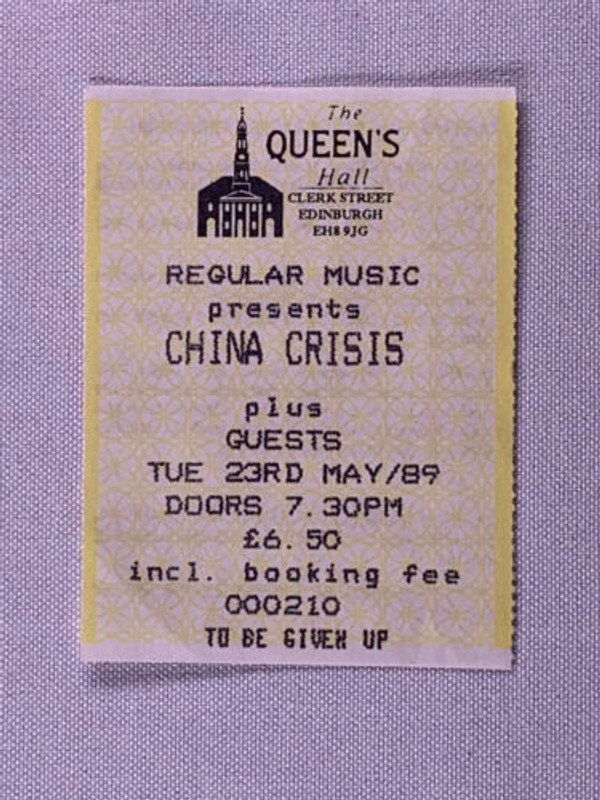 The
QUEEN'S
Hall
CLERK STREET
EDINBURGH
EH8 9JG
REGULAR MUSIC
presents
CHINA CRISIS
plus
GUESTS
TUE 23RD MAY/89
DOORS 7.30PM
£6.50
incl. booking fee
000210
TO BE GIVEN UP